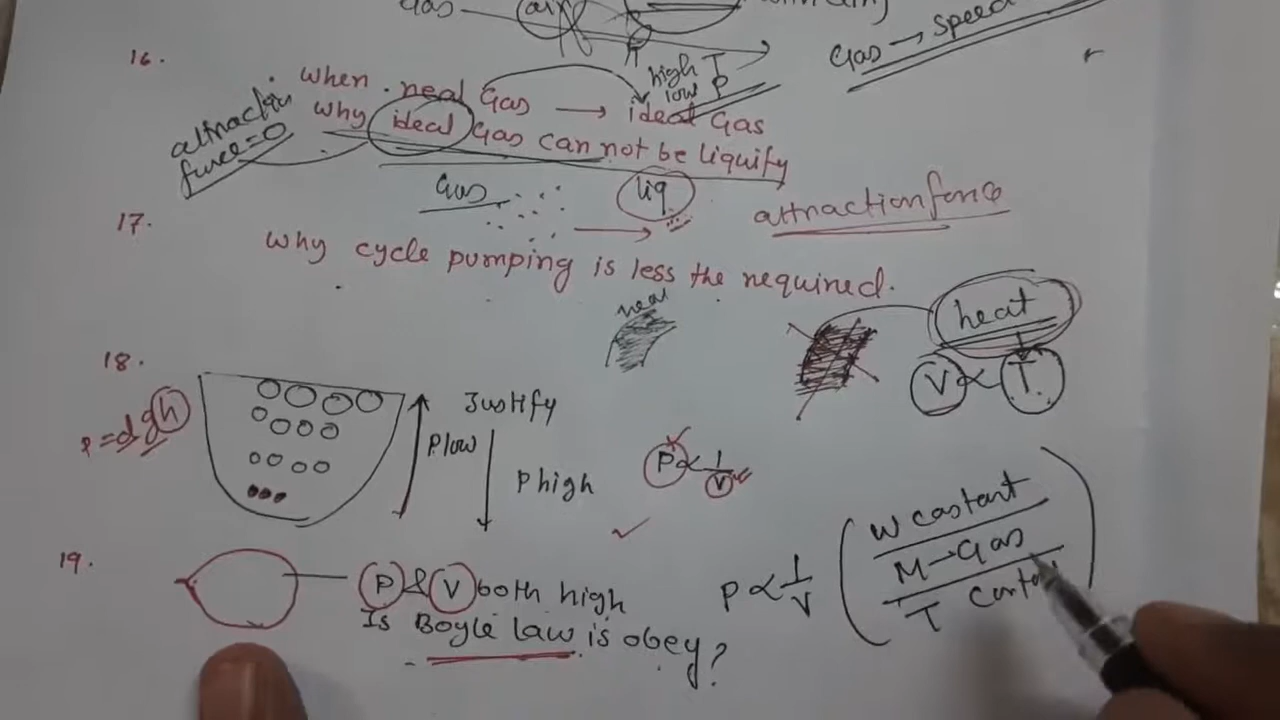 Gas — air
Gas → speed
16.
high T
low P
when real Gas → ideal Gas
why ideal Gas can not be liquify
attraction
force=0
Gas → liq
attraction force
17.
why cycle pumping is less the required.
heat
V ∝ T
18.
P=dgh
Justify
P low
P high
P ∝ 1/V
19.
P & V both high
Is Boyle law is obey?
P ∝ 1/V
W constant
M → Gas
T